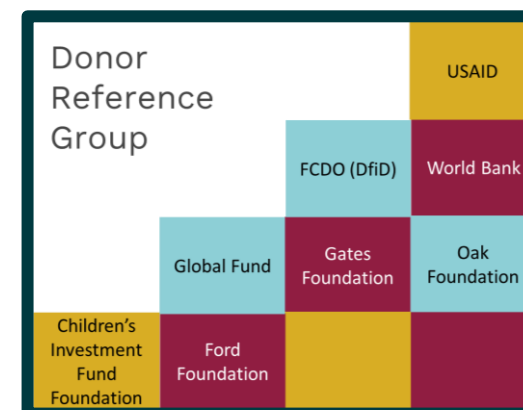 Donor
Reference
Group
USAID
FCDO (DfiD)
World Bank
Global Fund
Gates
Foundation
Oak
Foundation
Children's
Investment
Fund
Foundation
Ford
Foundation